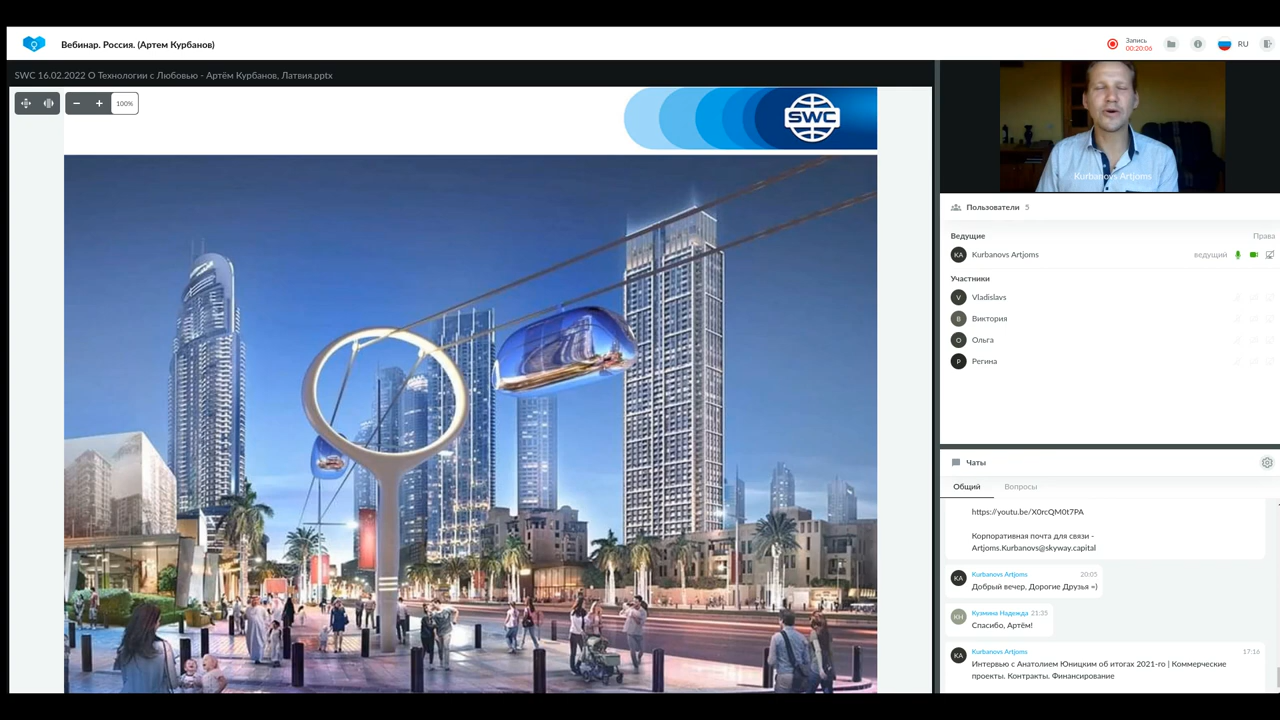 Вебинар. Россия. (Артем Курбанов)
Запись
00:20:06
RU
SWC 16.02.2022 О Технологии с Любовью - Артём Курбанов, Латвия.pptx
100%
SWC
Kurbanovs Artjoms
Пользователи 5
Ведущие Права
KA Kurbanovs Artjoms ведущий
Участники
V Vladislavs
В Виктория
О Ольга
Р Регина
Чаты
Общий Вопросы
https://youtu.be/X0rcQM0t7PA
Корпоративная почта для связи -
Artjoms.Kurbanovs@skyway.capital
KA Kurbanovs Artjoms 20:05
Добрый вечер, Дорогие Друзья =)
КН Кузмина Надежда 21:35
Спасибо, Артём!
KA Kurbanovs Artjoms 17:16
Интервью с Анатолием Юницким об итогах 2021-го | Коммерческие
проекты. Контракты. Финансирование